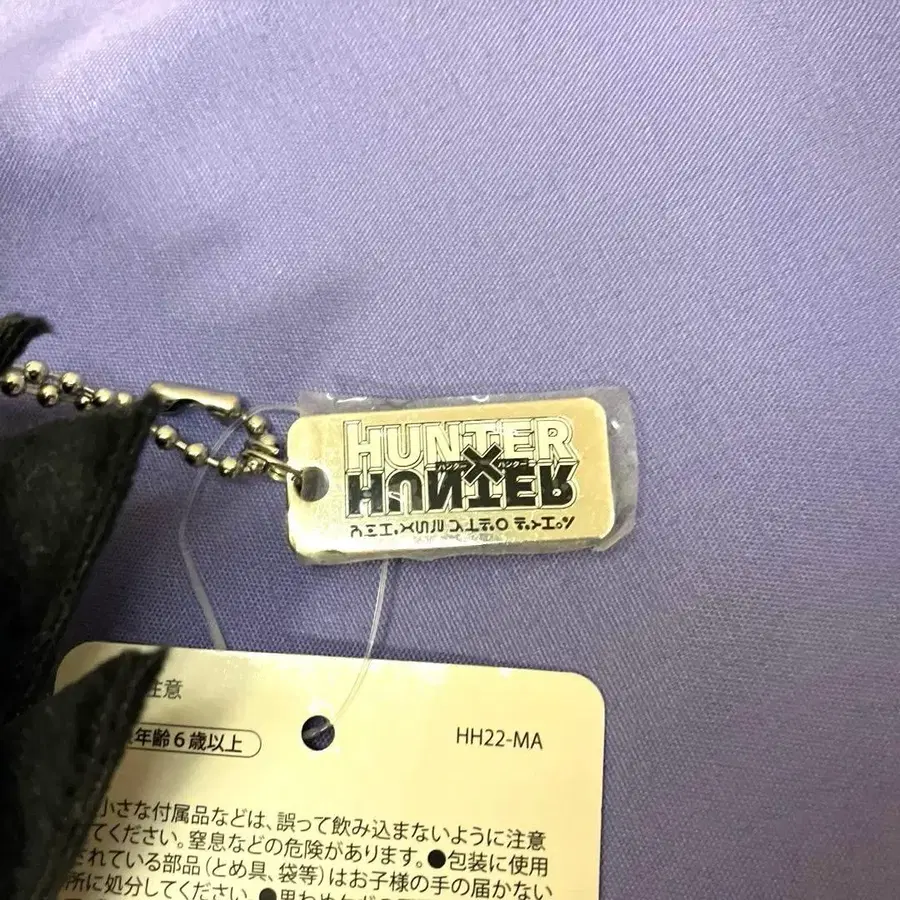 HUNTER
ハンター×ハンター
HUNTER
注意
年齢6歳以上
HH22-MA
小さな付属品などは、誤って飲み込まないように注意
てください。窒息などの危険があります。●包装に使用
されている部品(とめ具、袋等)はお子様の手の届かない
所に処分してください。